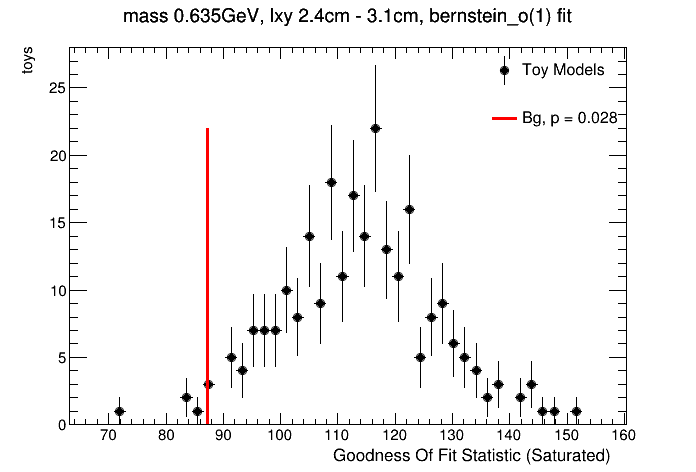 mass 0.635GeV, lxy 2.4cm - 3.1cm, bernstein_o(1) fit
toys
Toy Models
Bg, p = 0.028
25
20
15
10
5
0
70 80 90 100 110 120 130 140 150 160
Goodness Of Fit Statistic (Saturated)